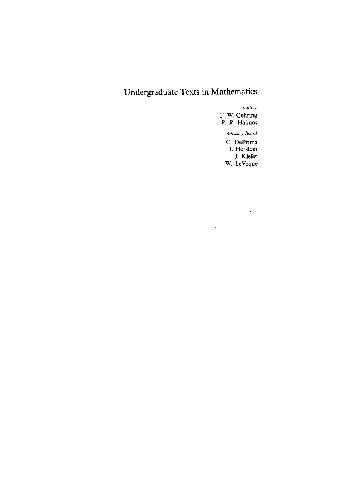 Undergraduate Texts in Mathematics
Editors
F. W. Gehring
P. R. Halmos
Advisory Board
C. DePrima
I. Herstein
J. Kiefer
W. LeVeque